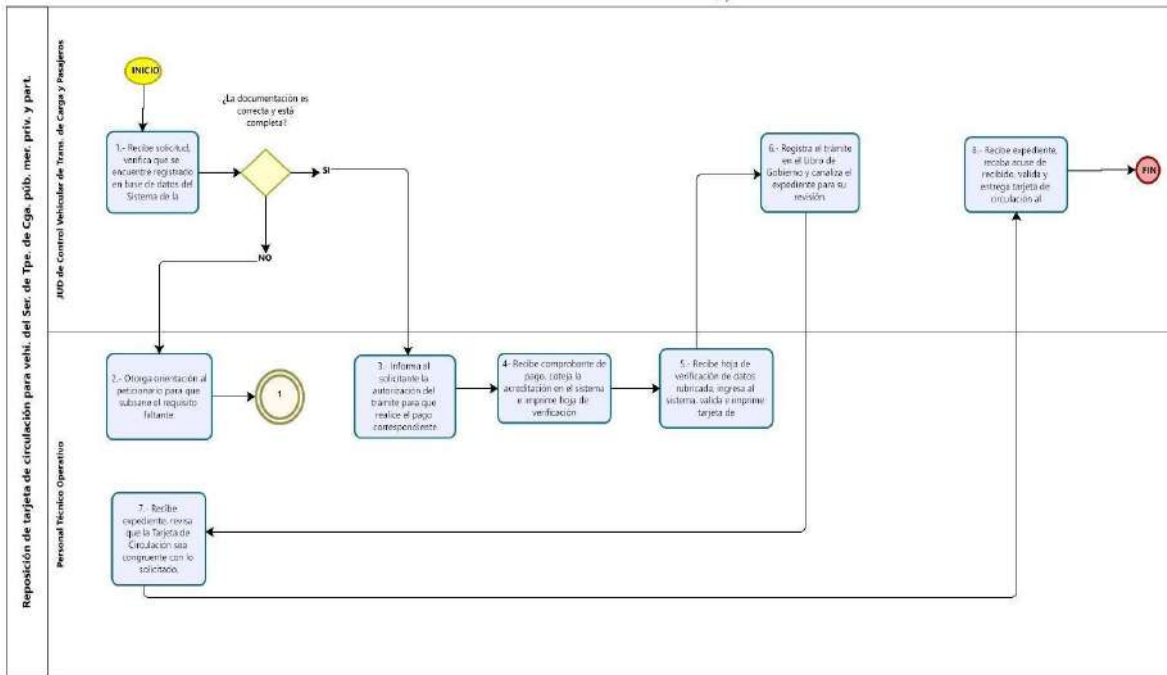 Reposición de tarjeta de circulación para vehi. del Ser. de Tpe. de Cga. púb. mer. priv. y part.
JUD de Control Vehicular de Trans. de Carga y Pasajeros
INICIO
¿La documentación es
correcta y está
completa?
1.- Recibe solicitud,
verifica que se
encuentre registrado
en base de datos del
Sistema de la
SI
NO
6.- Registra el trámite
en el Libro de
Gobierno y canaliza el
expediente para su
revisión.
8.- Recibe expediente,
recaba acuse de
recibido, valida y
entrega tarjeta de
circulación al
FIN
Personal Técnico Operativo
2.- Otorga orientación al
peticionario para que
subsane el requisito
faltante.
1
3.- Informa al
solicitante la
autorización del
trámite para que
realice el pago
correspondiente
4- Recibe comprobante de
pago, coteja la
acreditación en el sistema
e imprime hoja de
verificación
5.- Recibe hoja de
verificación de datos
rubricada, ingresa al
sistema, valida e imprime
tarjeta de
7.- Recibe
expediente, revisa
que la Tarjeta de
Circulación sea
congruente con lo
solicitado.